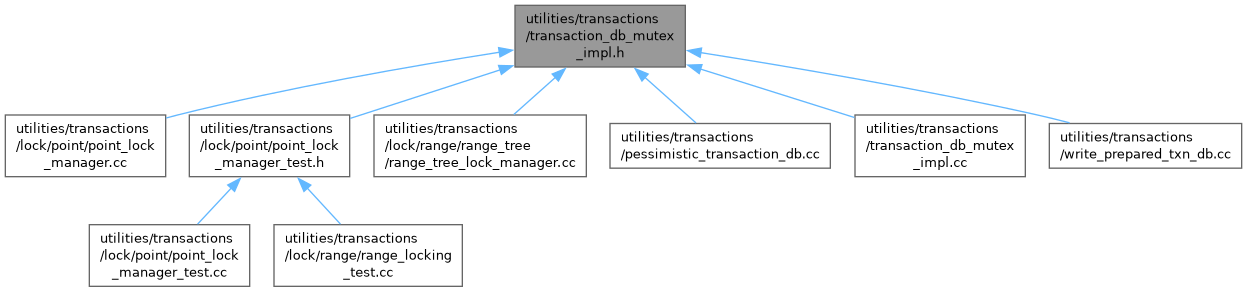 utilities/transactions
/transaction_db_mutex
_impl.h
utilities/transactions
/lock/point/point_lock
_manager.cc
utilities/transactions
/lock/point/point_lock
_manager_test.h
utilities/transactions
/lock/range/range_tree
/range_tree_lock_manager.cc
utilities/transactions
/pessimistic_transaction_db.cc
utilities/transactions
/transaction_db_mutex
_impl.cc
utilities/transactions
/write_prepared_txn_db.cc
utilities/transactions
/lock/point/point_lock
_manager_test.cc
utilities/transactions
/lock/range/range_locking
_test.cc